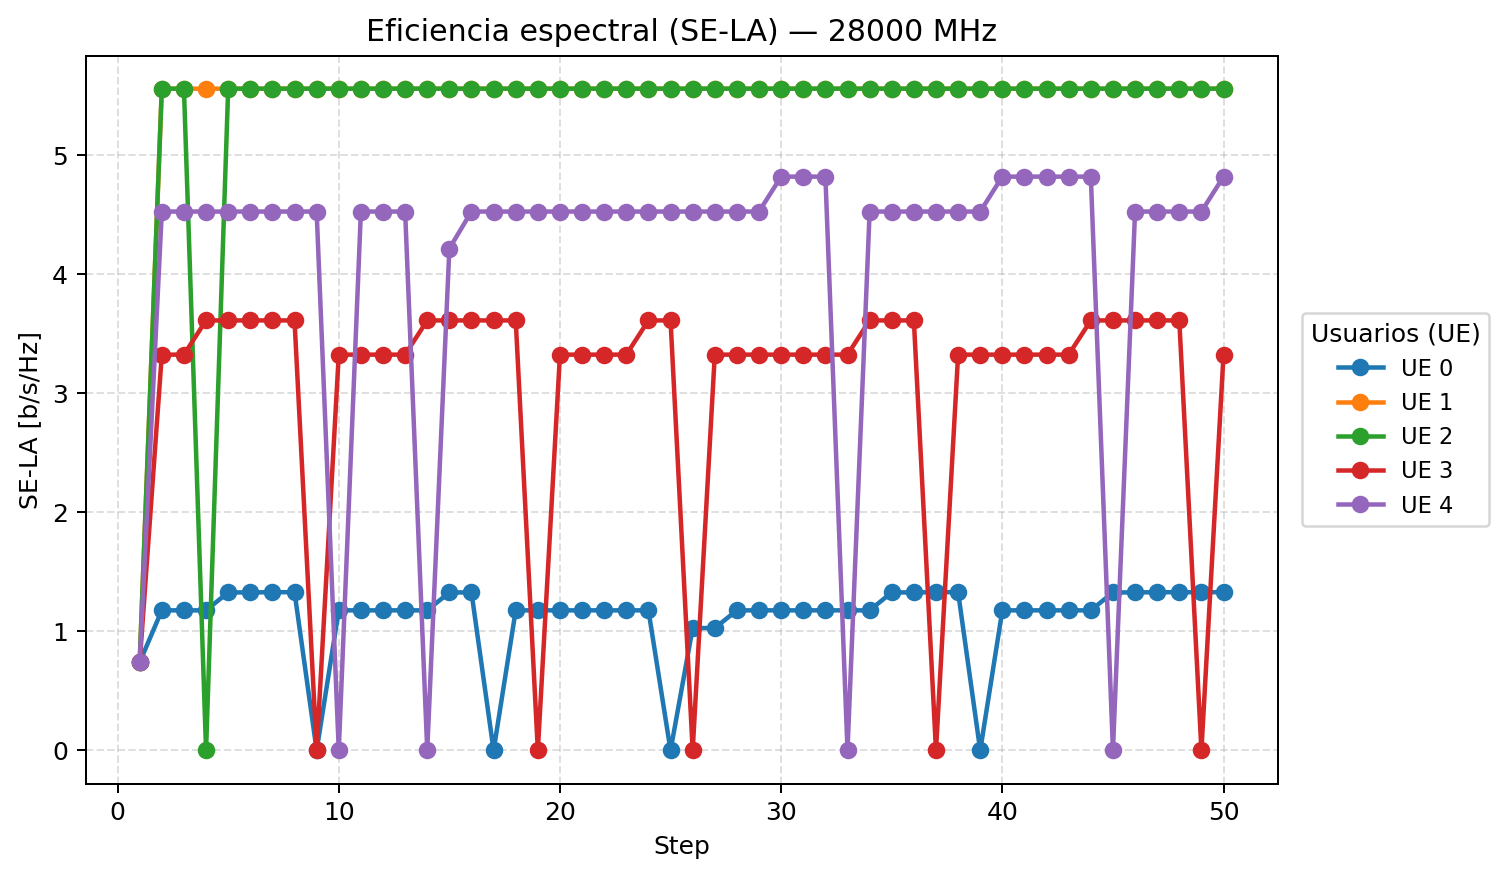 Eficiencia espectral (SE-LA) — 28000 MHz
SE-LA [b/s/Hz]
5
4
3
2
1
0
0 10 20 30 40 50
Step
Usuarios (UE)
UE 0
UE 1
UE 2
UE 3
UE 4